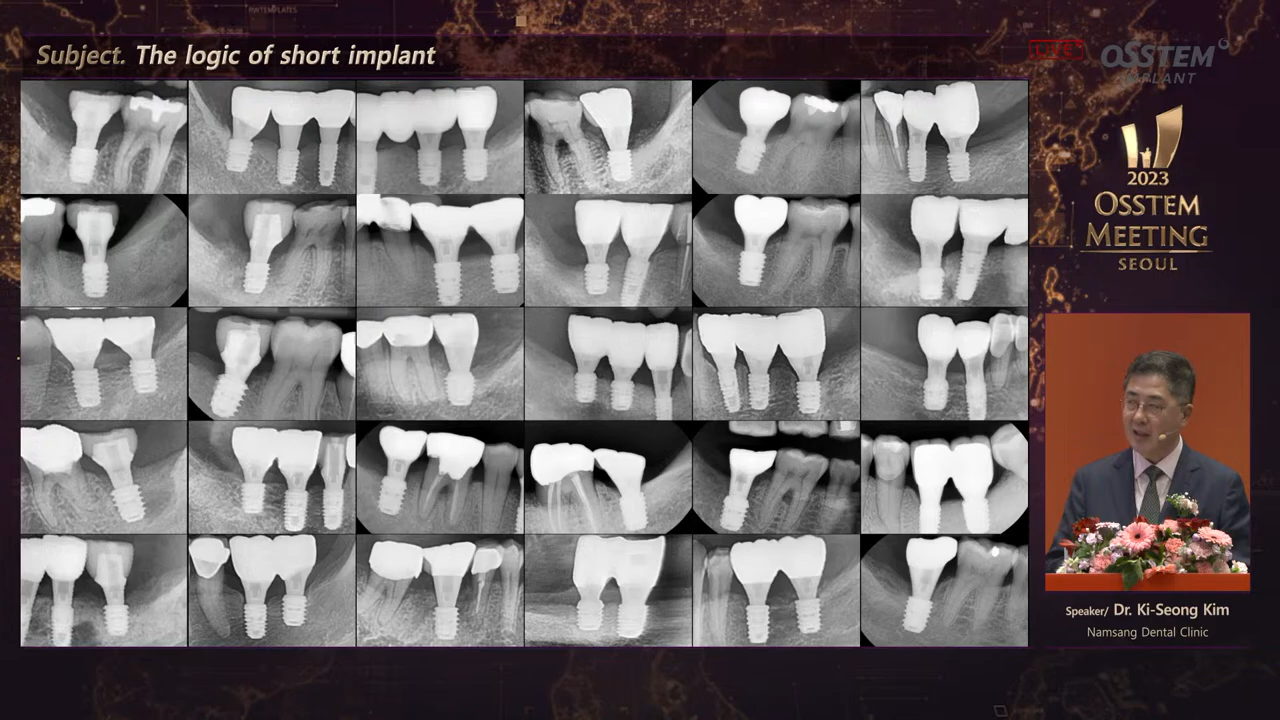 RWTEMPLATES
Subject. The logic of short implant
LIVE
OSSTEM
IMPLANT
2023
OSSTEM
MEETING
SEOUL
Speaker/ Dr. Ki-Seong Kim
Namsang Dental Clinic